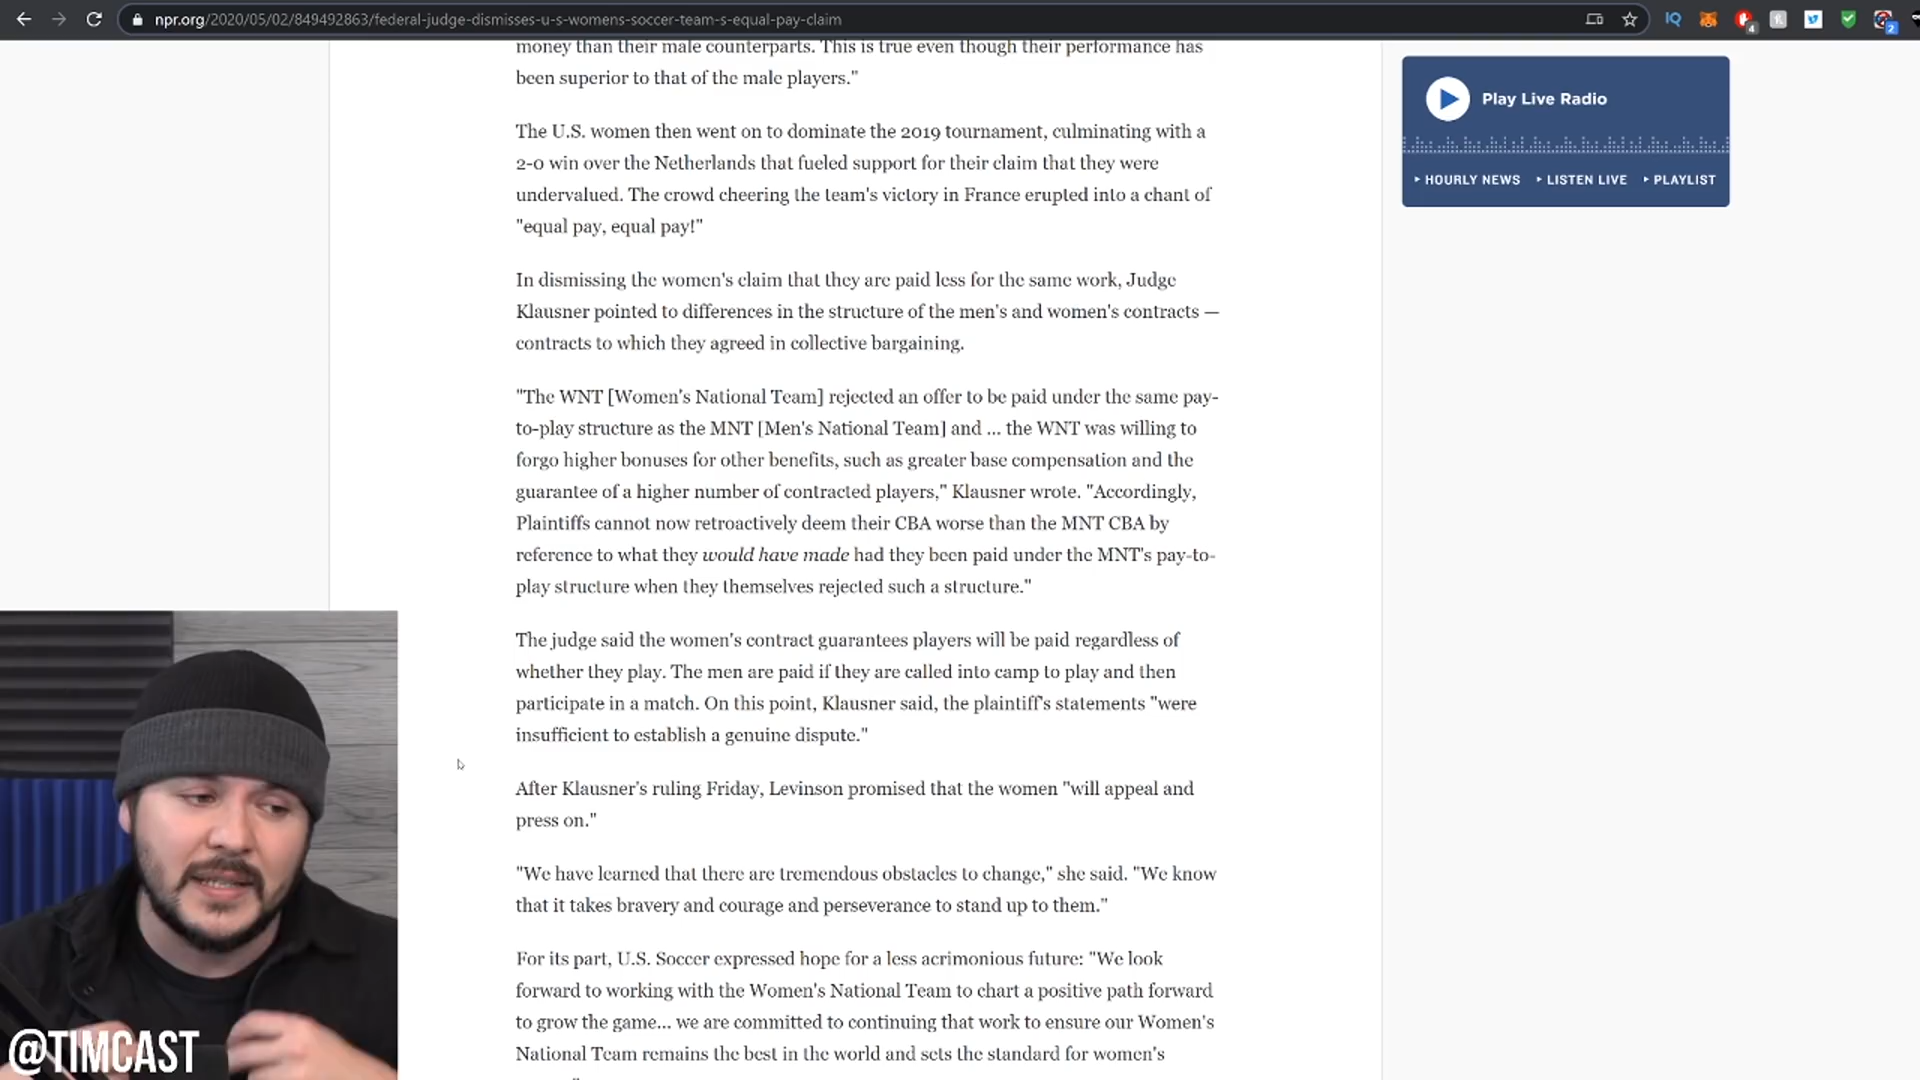 npr.org/2020/05/02/849492863/federal-judge-dismisses-u-s-womens-soccer-team-s-equal-pay-claim
IQ
4
2
money than their male counterparts. This is true even though their performance has
been superior to that of the male players."
Play Live Radio
HOURLY NEWS
LISTEN LIVE
PLAYLIST
The U.S. women then went on to dominate the 2019 tournament, culminating with a
2-0 win over the Netherlands that fueled support for their claim that they were
undervalued. The crowd cheering the team's victory in France erupted into a chant of
"equal pay, equal pay!"
In dismissing the women's claim that they are paid less for the same work, Judge
Klausner pointed to differences in the structure of the men's and women's contracts —
contracts to which they agreed in collective bargaining.
"The WNT [Women's National Team] rejected an offer to be paid under the same pay-
to-play structure as the MNT [Men's National Team] and ... the WNT was willing to
forgo higher bonuses for other benefits, such as greater base compensation and the
guarantee of a higher number of contracted players," Klausner wrote. "Accordingly,
Plaintiffs cannot now retroactively deem their CBA worse than the MNT CBA by
reference to what they would have made had they been paid under the MNT's pay-to-
play structure when they themselves rejected such a structure."
The judge said the women's contract guarantees players will be paid regardless of
whether they play. The men are paid if they are called into camp to play and then
participate in a match. On this point, Klausner said, the plaintiff's statements "were
insufficient to establish a genuine dispute."
After Klausner's ruling Friday, Levinson promised that the women "will appeal and
press on."
"We have learned that there are tremendous obstacles to change," she said. "We know
that it takes bravery and courage and perseverance to stand up to them."
For its part, U.S. Soccer expressed hope for a less acrimonious future: "We look
forward to working with the Women's National Team to chart a positive path forward
to grow the game... we are committed to continuing that work to ensure our Women's
National Team remains the best in the world and sets the standard for women's
@TIMCAST